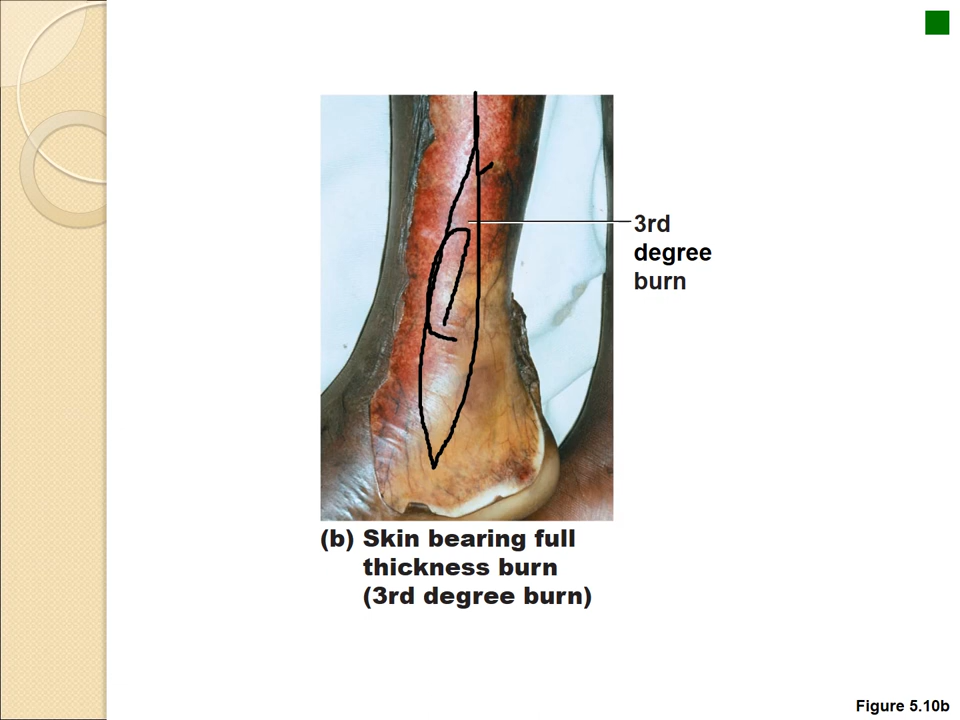 3rd
degree
burn
(b) Skin bearing full
thickness burn
(3rd degree burn)
Figure 5.10b